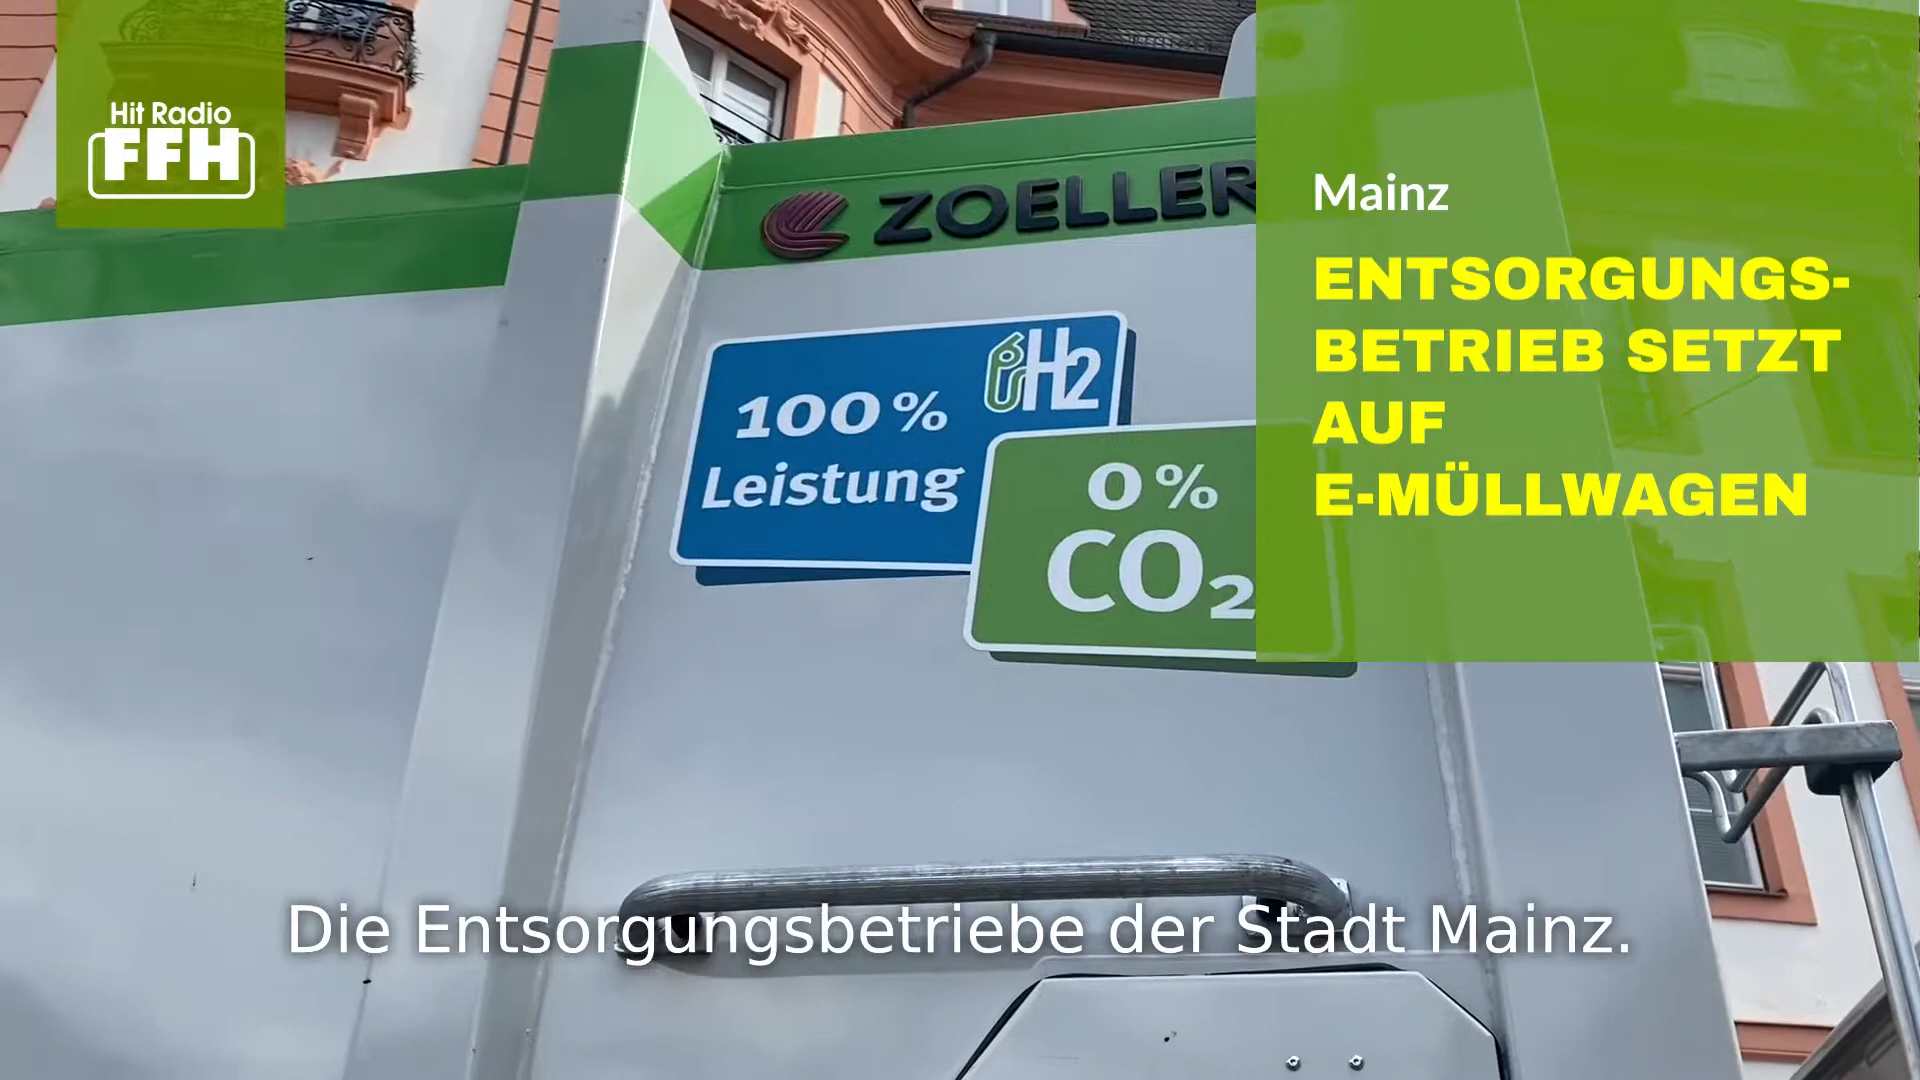 Hit Radio
FFH
Mainz
ENTSORGUNGS-
BETRIEB SETZT
AUF
E-MÜLLWAGEN
ZOELLER
100 %
Leistung
H2
0 %
CO₂
Die Entsorgungsbetriebe der Stadt Mainz.